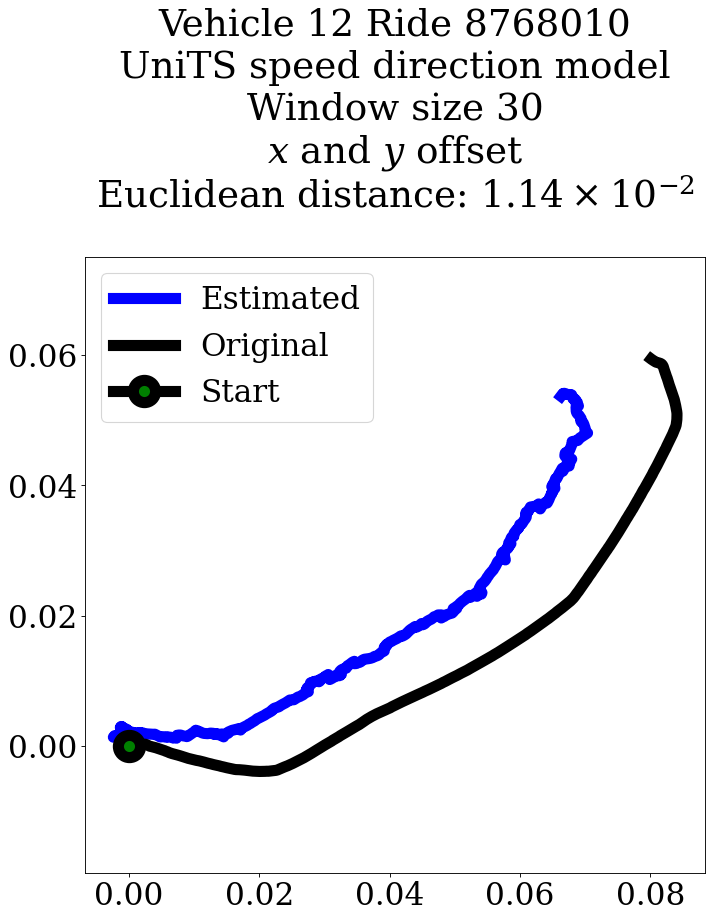 Vehicle 12 Ride 8768010
UniTS speed direction model
Window size 30
x and y offset
Euclidean distance: 1.14 × 10⁻²
Estimated
Original
Start
0.06
0.04
0.02
0.00
0.00 0.02 0.04 0.06 0.08